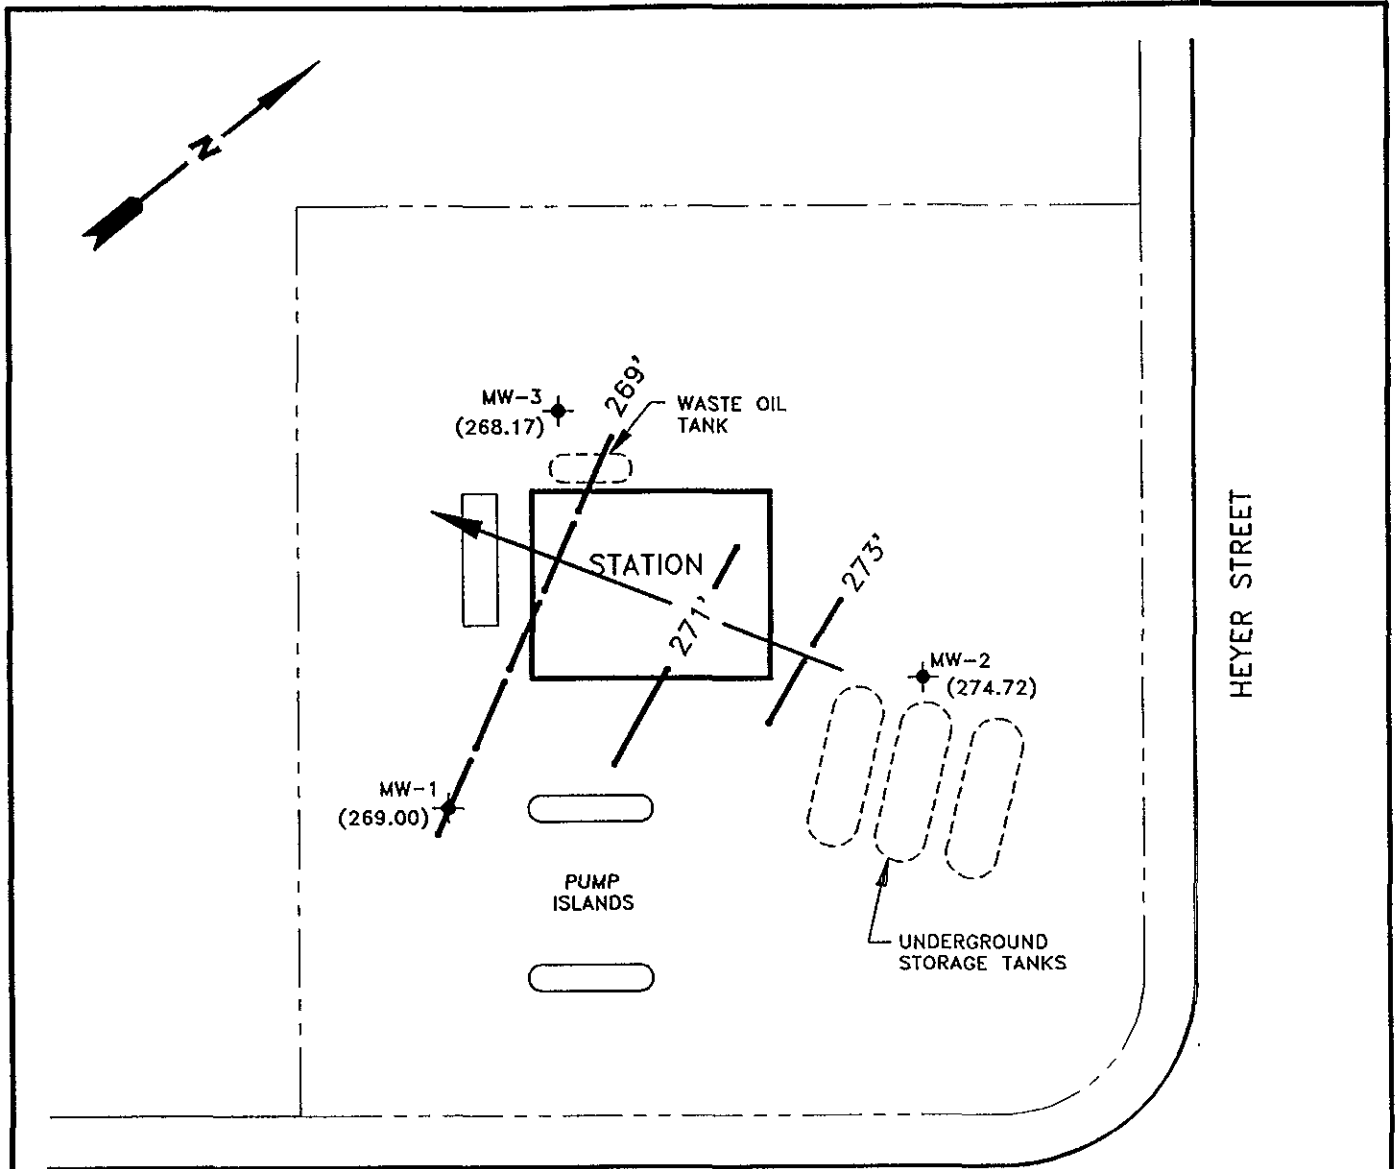 N
MW-3
(268.17)
269'
WASTE OIL
TANK
STATION
271'
273'
MW-2
(274.72)
HEYER STREET
MW-1
(269.00)
PUMP
ISLANDS
UNDERGROUND
STORAGE TANKS